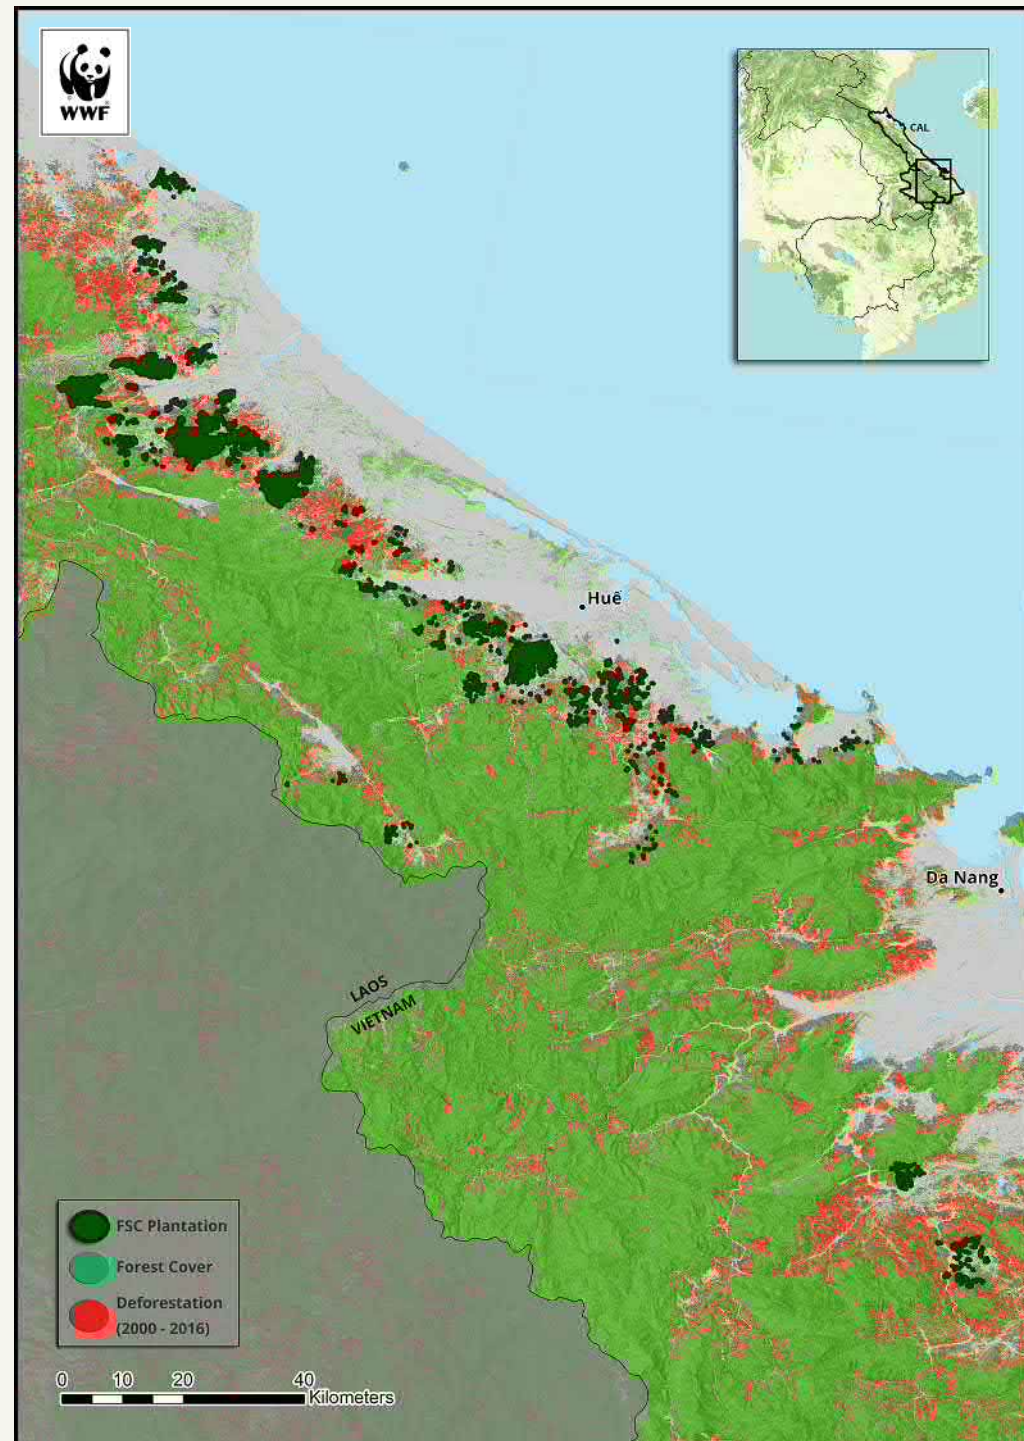 WWF
CAL
Huế
Da Nang
LAOS
VIETNAM
FSC Plantation
Forest Cover
Deforestation
(2000 - 2016)
0 10 20 40
Kilometers